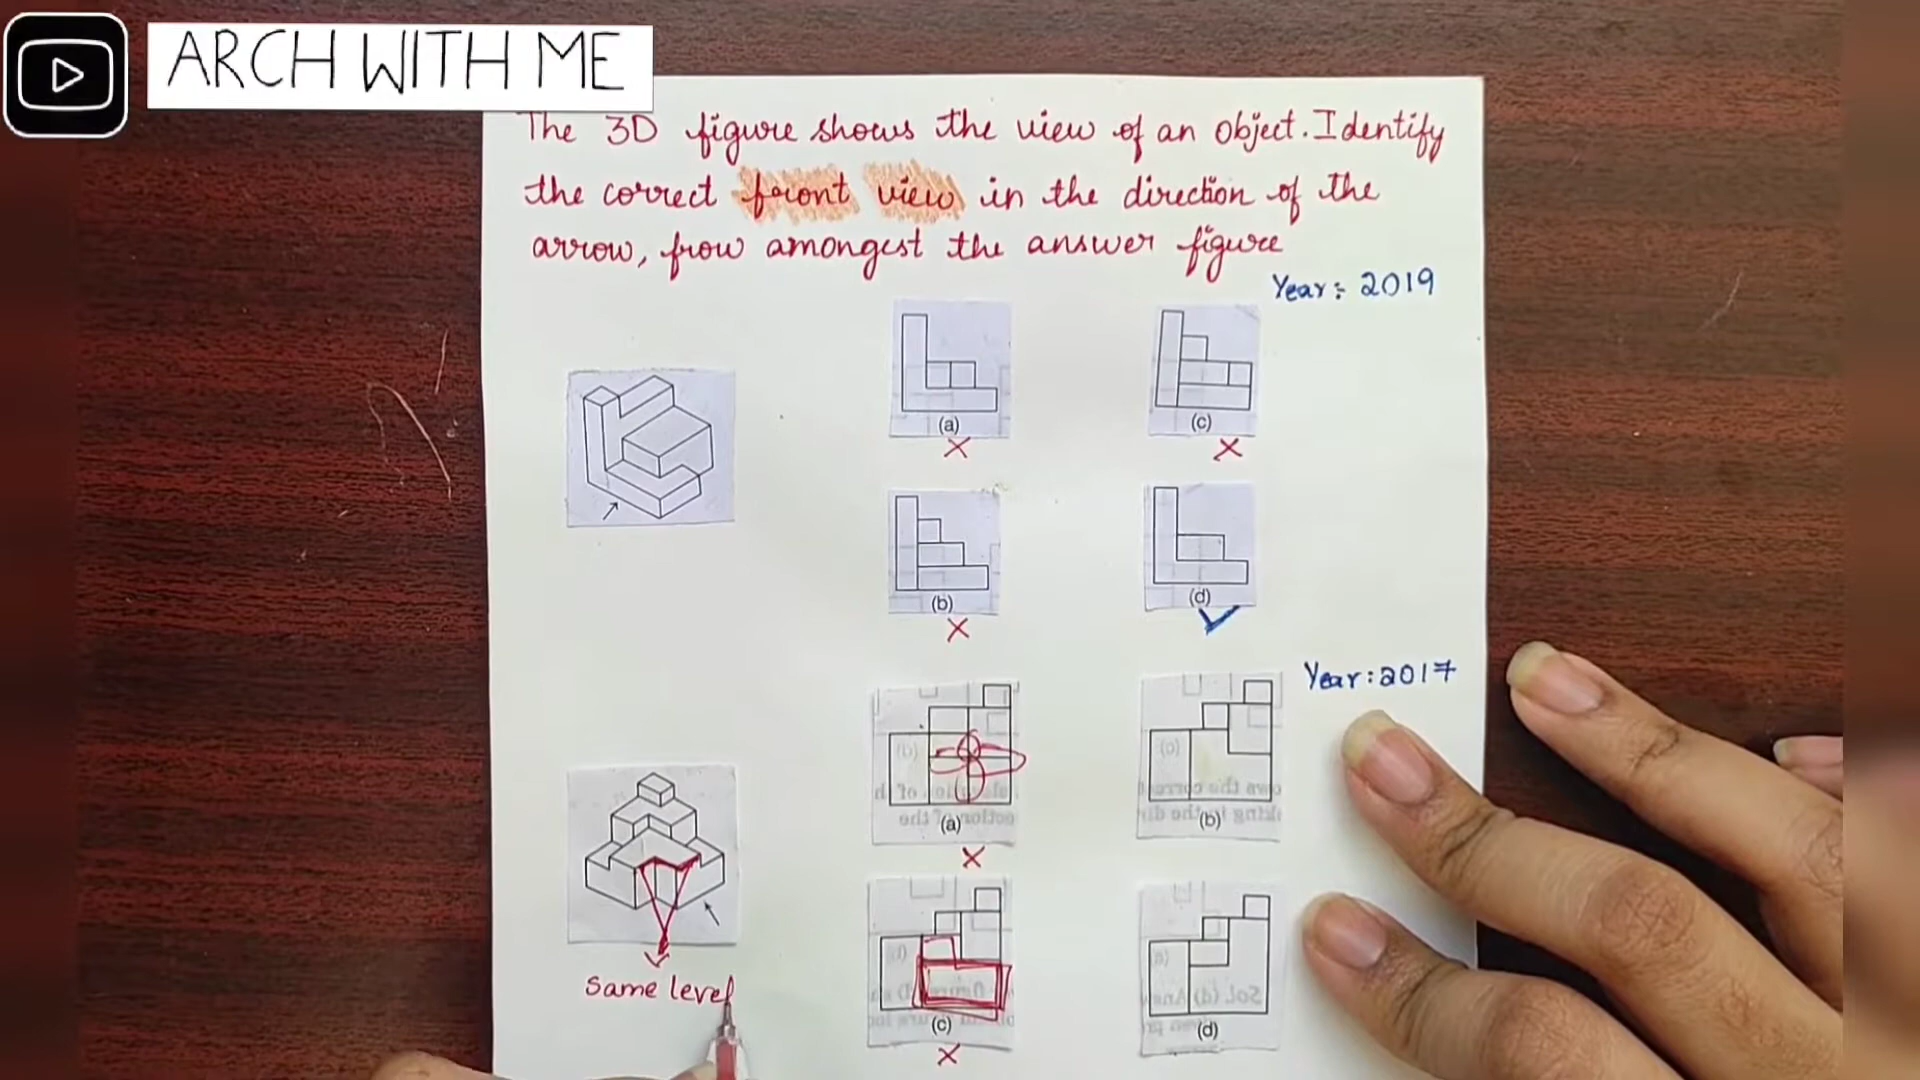 ARCH WITH ME
The 3D figure shows the view of an object. Identify
the correct front view in the direction of the
arrow, frow amongest the answer figure
Year: 2019
(a)
(c)
(b)
(d)
Year: 2017
(a)
(b)
same level
(c)
(d)